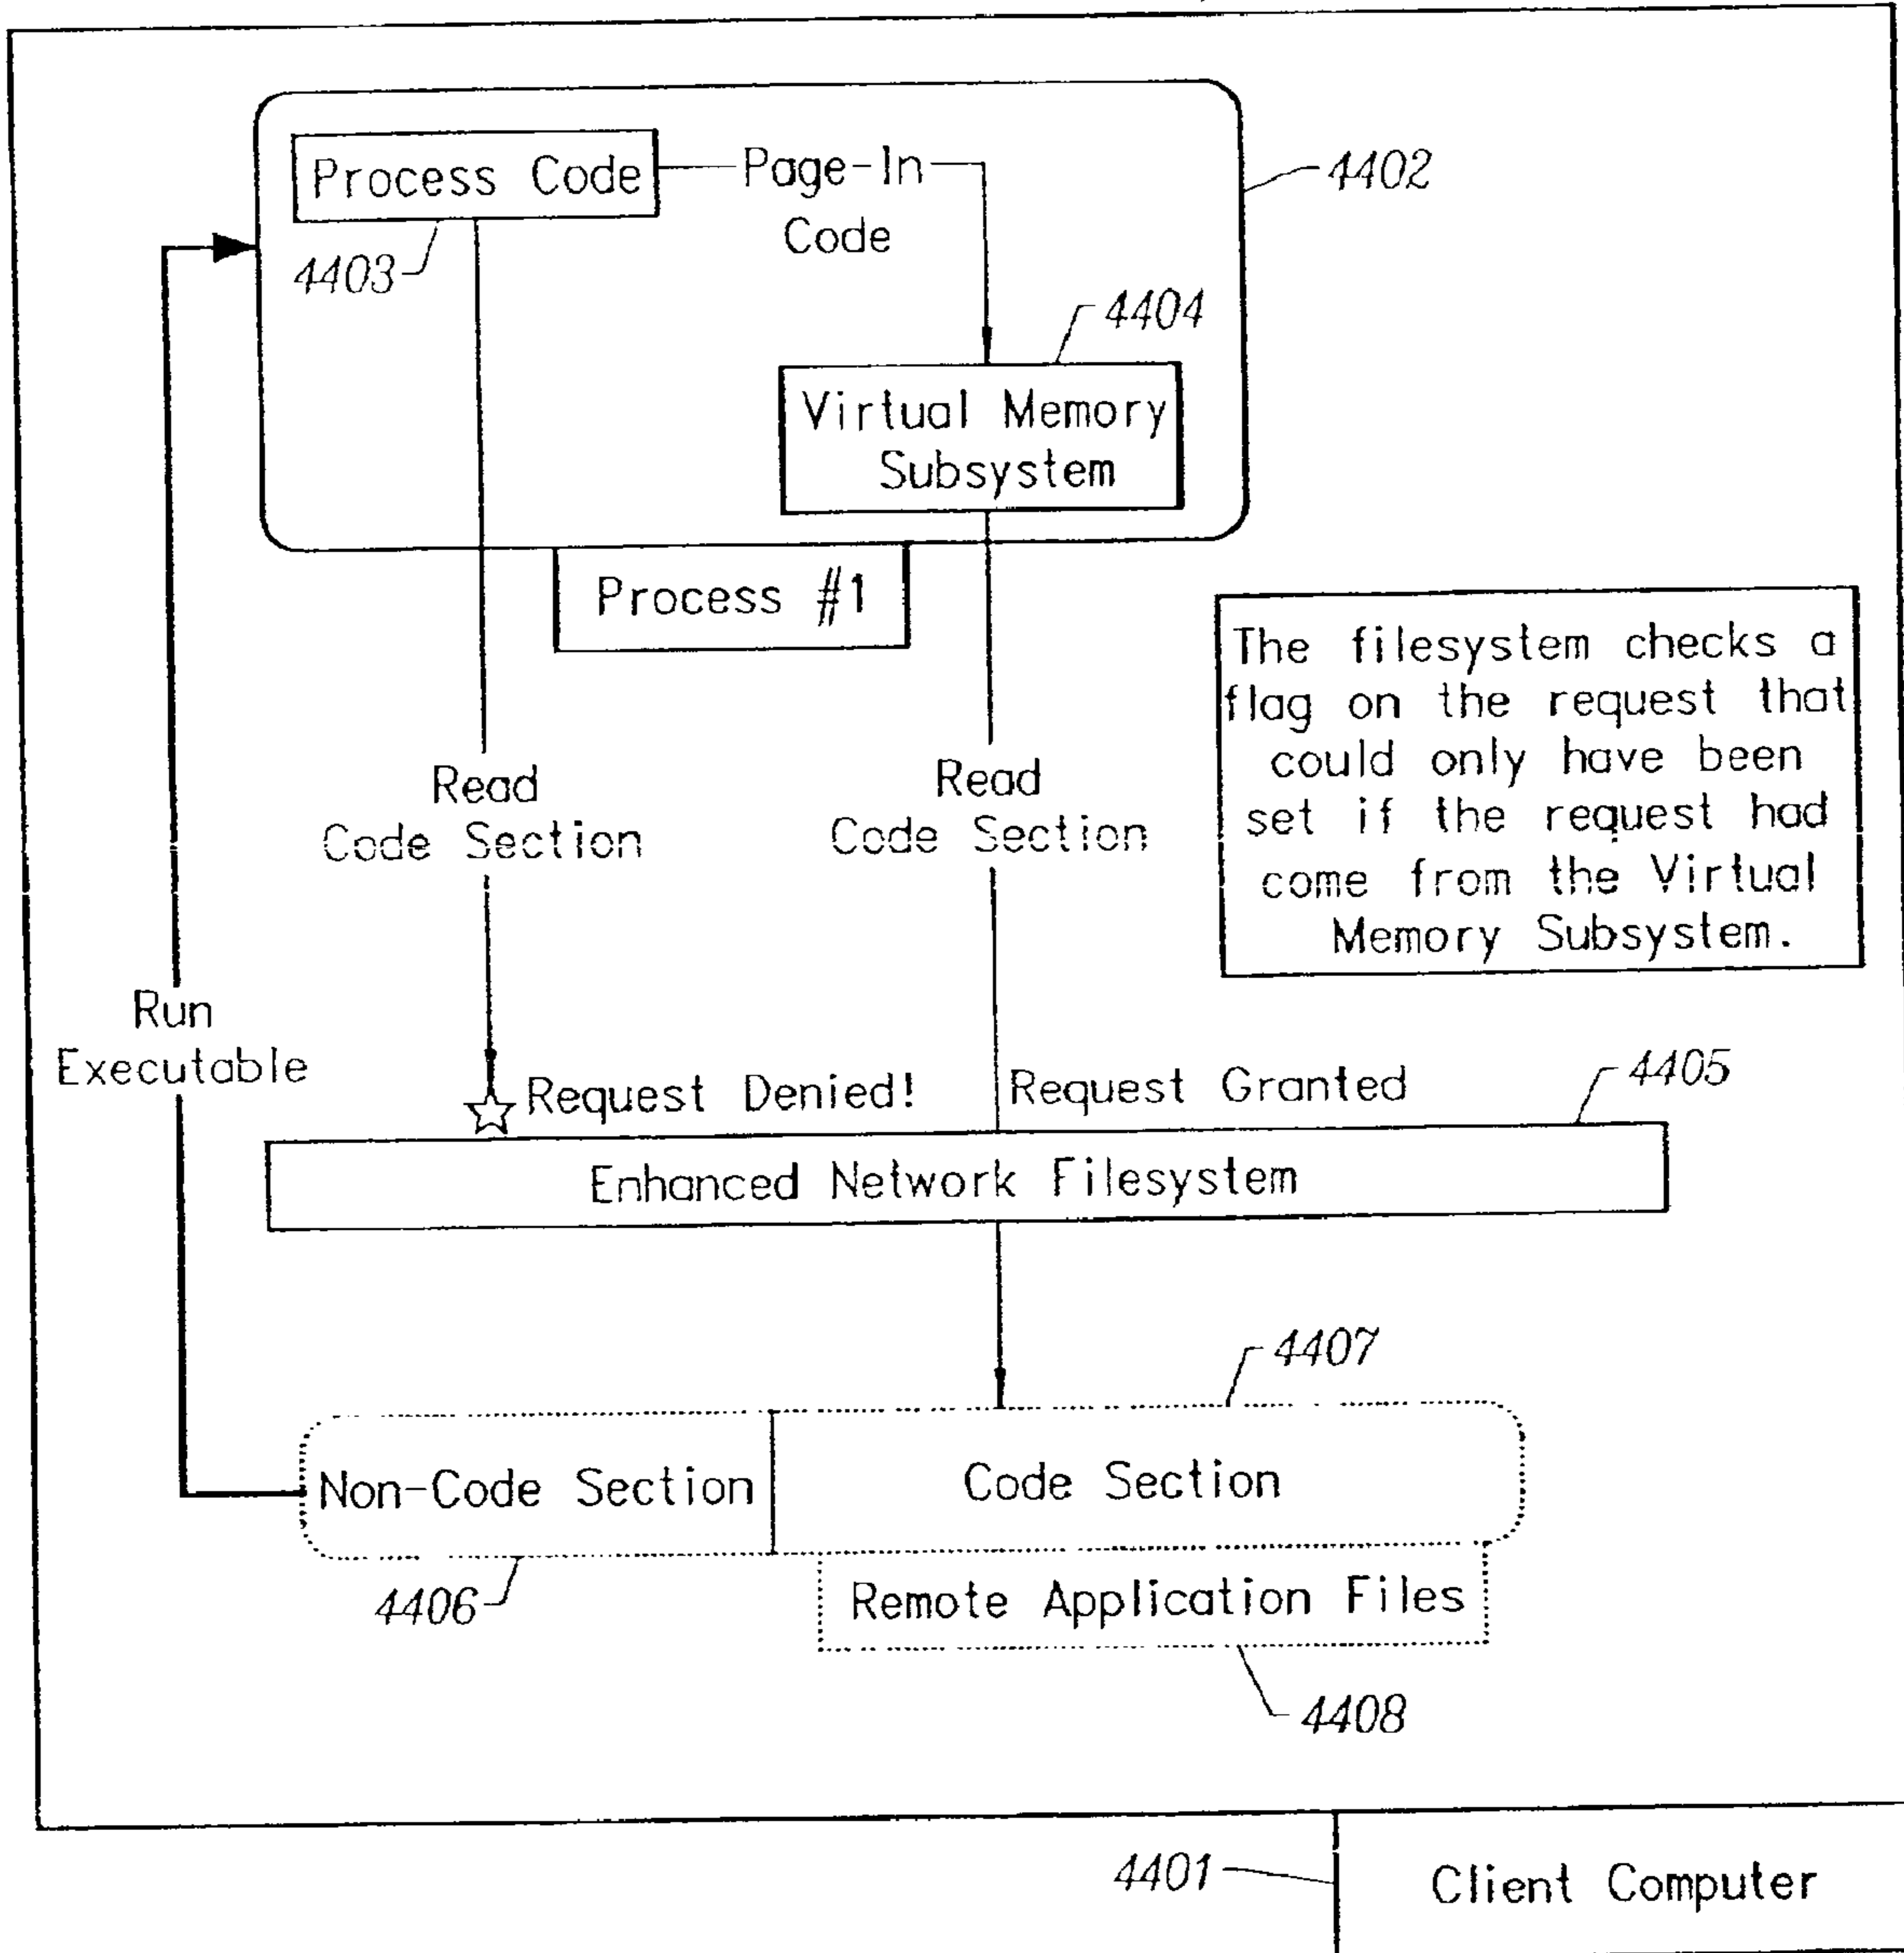 Process Code
Page-In
Code
4402
4403
4404
Virtual Memory
Subsystem
Process #1
The filesystem checks a
flag on the request that
could only have been
set if the request had
come from the Virtual
Memory Subsystem.
Read
Code Section
Read
Code Section
Run
Executable
Request Denied!
Request Granted
4405
Enhanced Network Filesystem
4407
Non-Code Section
Code Section
4406
Remote Application Files
4408
4401
Client Computer